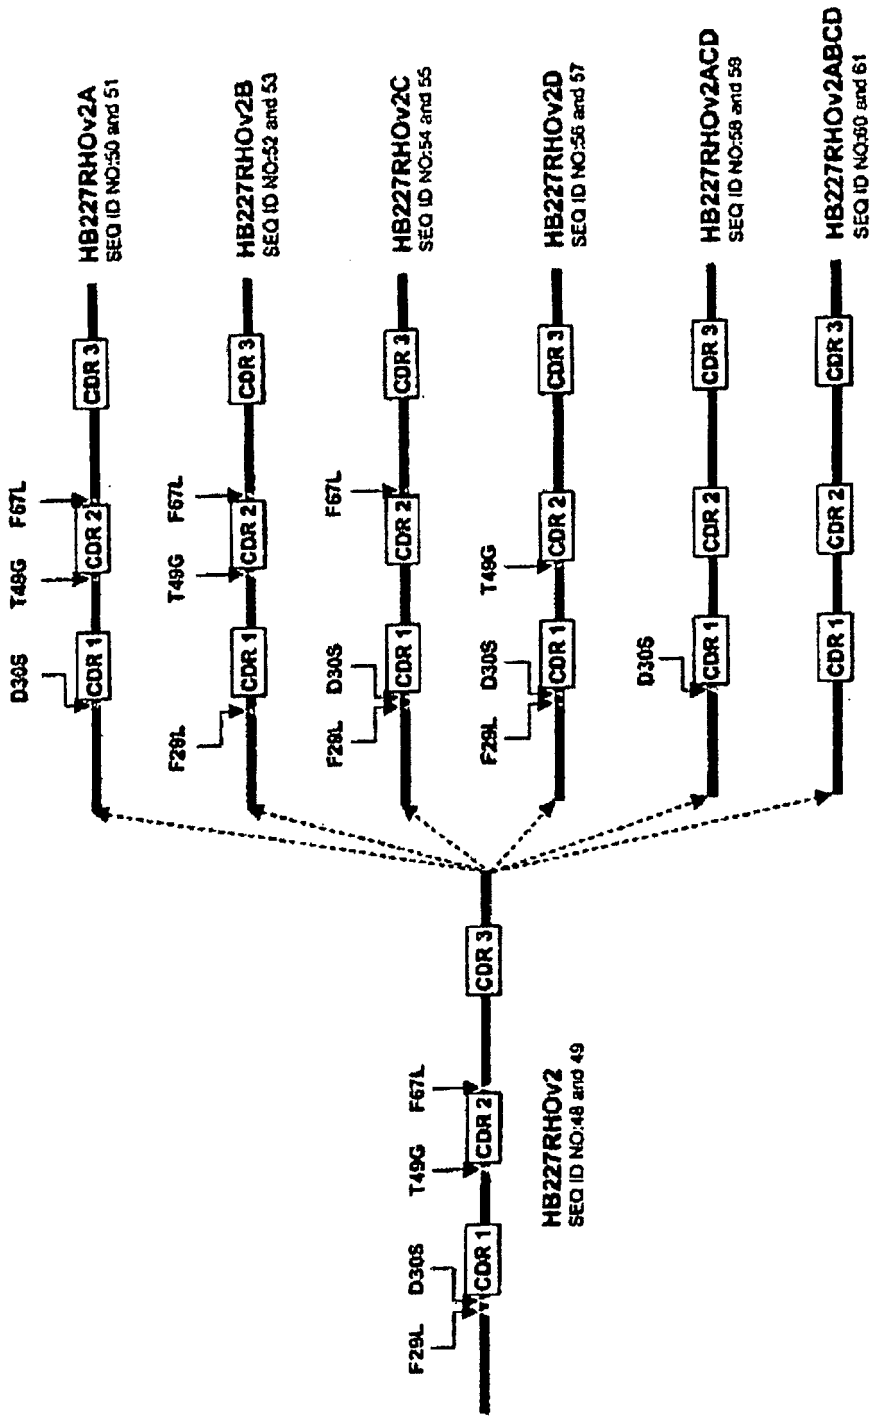 D30S
T49G
F67L
CDR 1
CDR 2
CDR 3
HB227RHOv2A
SEQ ID NO:50 and 51
F29L
T49G
F67L
CDR 1
CDR 2
CDR 3
HB227RHOv2B
SEQ ID NO:52 and 53
F29L
D30S
F67L
CDR 1
CDR 2
CDR 3
HB227RHOv2C
SEQ ID NO:54 and 55
F29L
D30S
T49G
F67L
CDR 1
CDR 2
CDR 3
HB227RHOv2
SEQ ID NO:48 and 49
F29L
D30S
T49G
CDR 1
CDR 2
CDR 3
HB227RHOv2D
SEQ ID NO:56 and 57
D30S
CDR 1
CDR 2
CDR 3
HB227RHOv2ACD
SEQ ID NO:58 and 59
CDR 1
CDR 2
CDR 3
HB227RHOv2ABCD
SEQ ID NO:60 and 61